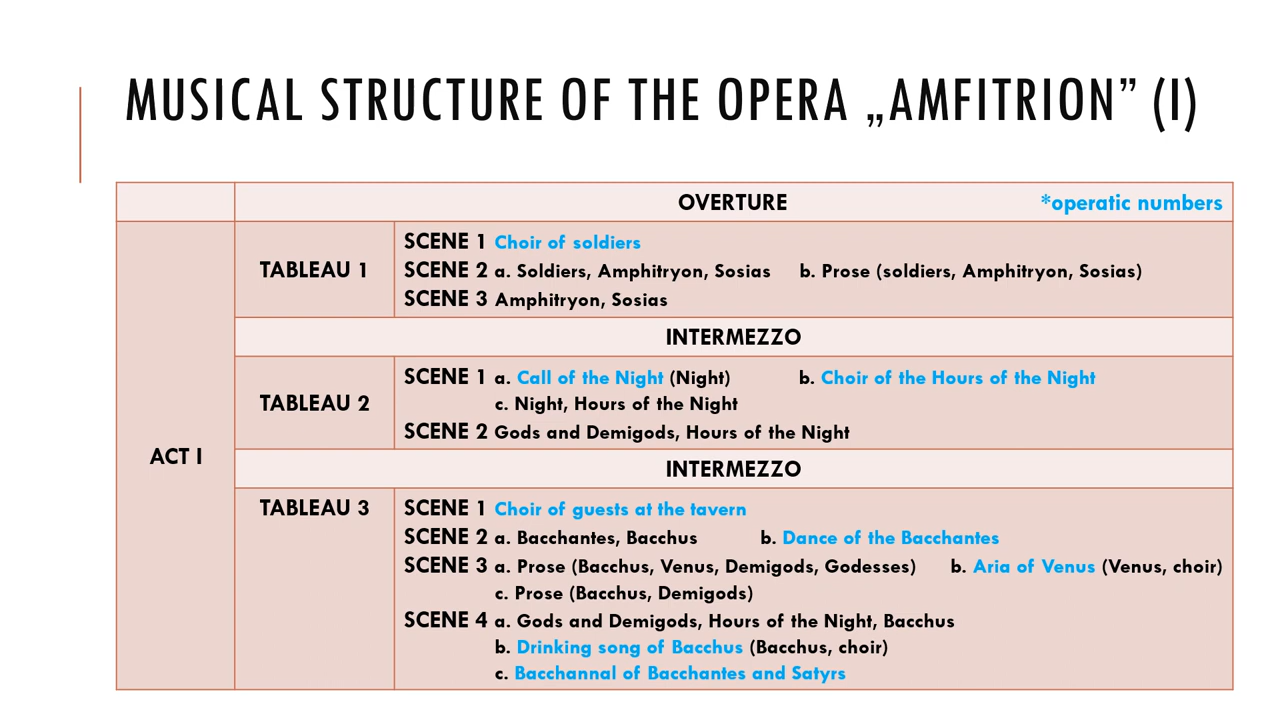 MUSICAL STRUCTURE OF THE OPERA „AMFITRION” (I)
OVERTURE *operatic numbers
ACT I
TABLEAU 1
SCENE 1 Choir of soldiers
SCENE 2 a. Soldiers, Amphitryon, Sosias b. Prose (soldiers, Amphitryon, Sosias)
SCENE 3 Amphitryon, Sosias
INTERMEZZO
TABLEAU 2
SCENE 1 a. Call of the Night (Night) b. Choir of the Hours of the Night
c. Night, Hours of the Night
SCENE 2 Gods and Demigods, Hours of the Night
INTERMEZZO
TABLEAU 3
SCENE 1 Choir of guests at the tavern
SCENE 2 a. Bacchantes, Bacchus b. Dance of the Bacchantes
SCENE 3 a. Prose (Bacchus, Venus, Demigods, Godesses) b. Aria of Venus (Venus, choir)
c. Prose (Bacchus, Demigods)
SCENE 4 a. Gods and Demigods, Hours of the Night, Bacchus
b. Drinking song of Bacchus (Bacchus, choir)
c. Bacchannal of Bacchantes and Satyrs